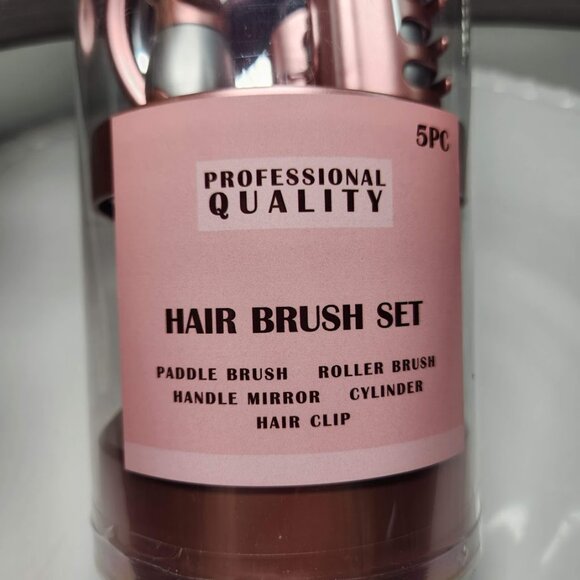 5PC
PROFESSIONAL
QUALITY
HAIR BRUSH SET
PADDLE BRUSH ROLLER BRUSH
HANDLE MIRROR CYLINDER
HAIR CLIP